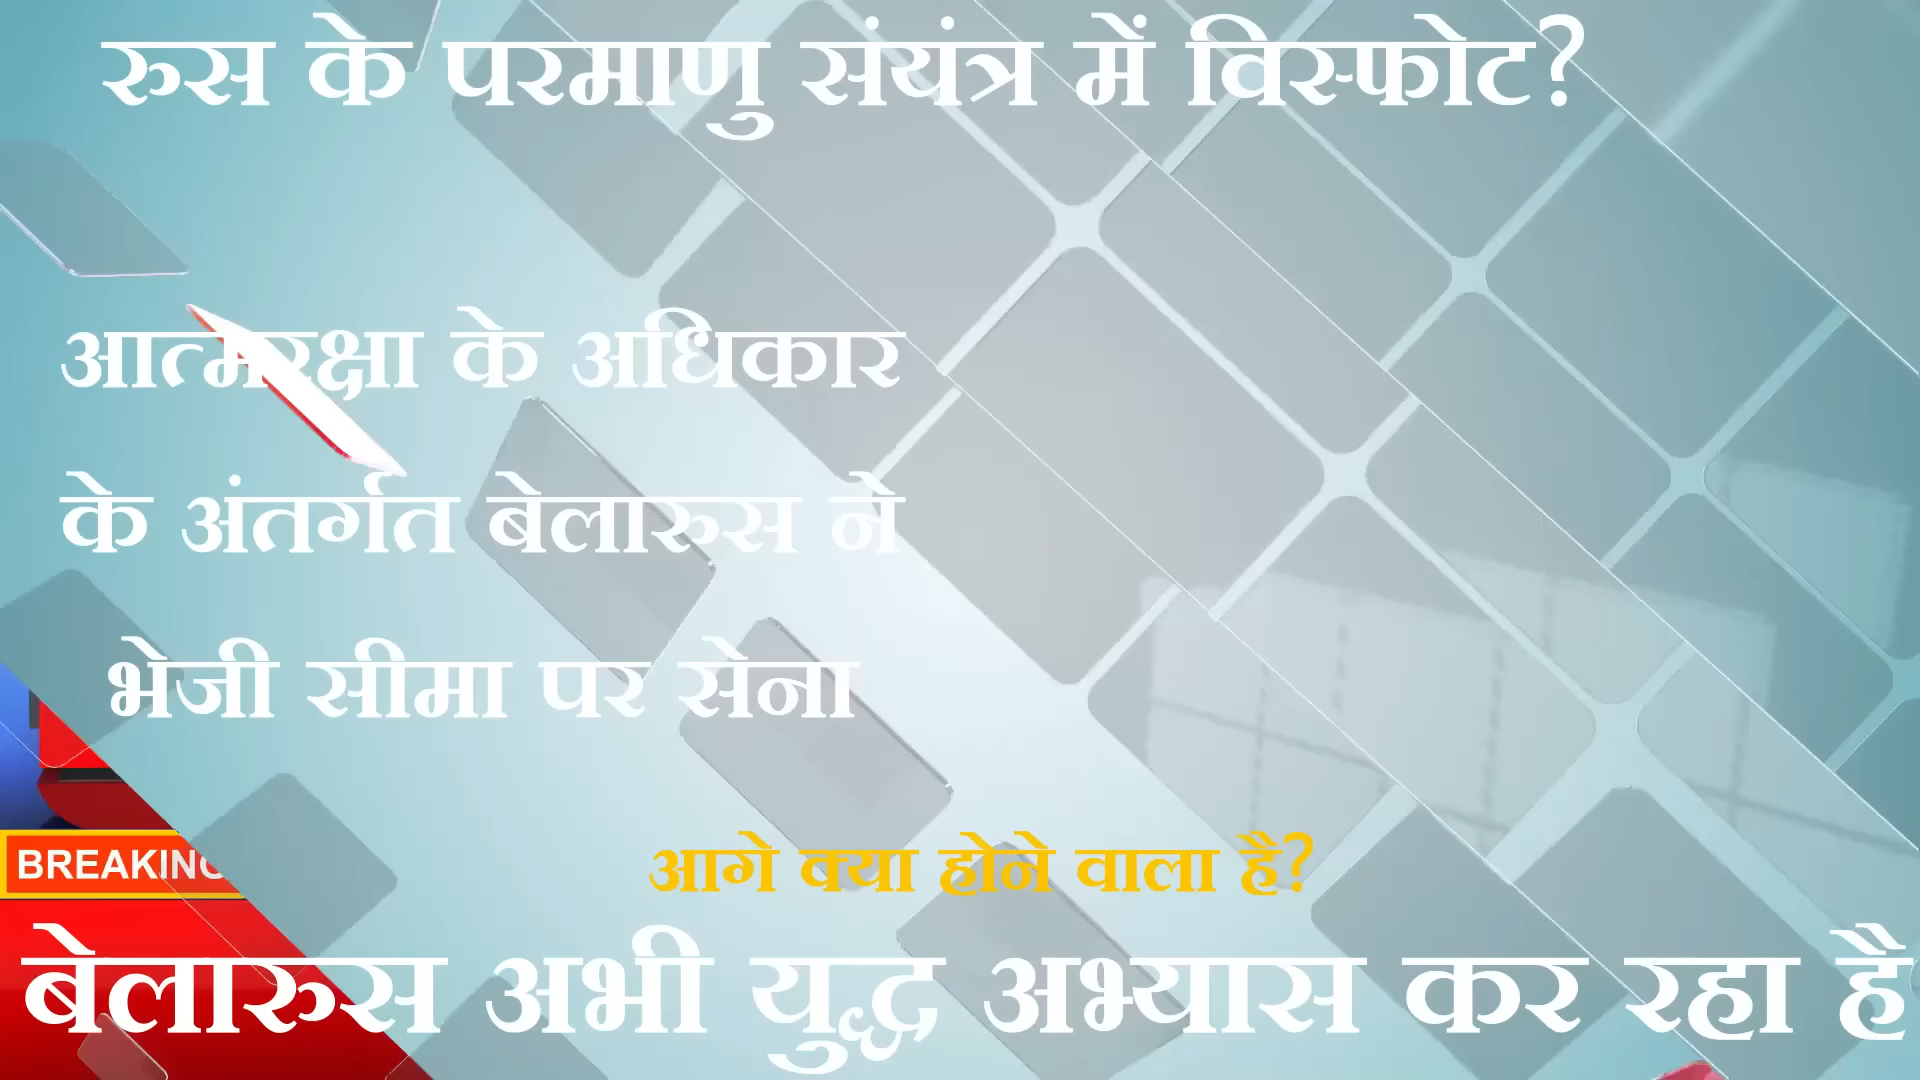 रुस के परमाणु संयंत्र में विस्फोट?
आत्मरक्षा के अधिकार
के अंतर्गत बेलारुस ने
भेजी सीमा पर सेना
BREAKING
आगे क्या होने वाला है?
बेलारुस अभी युद्ध अभ्यास कर रहा है